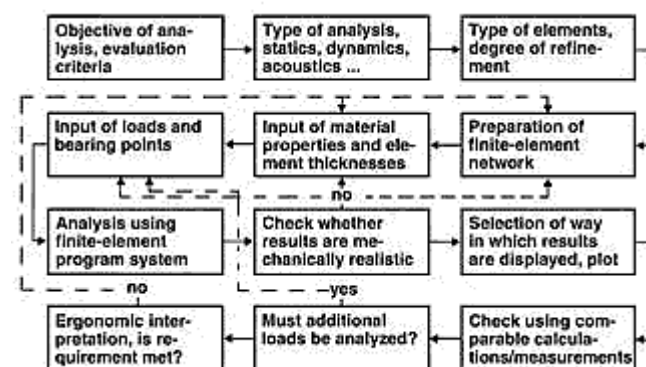 Objective of ana-
lysis, evaluation
criteria
Type of analysis,
statics, dynamics,
acoustics ...
Type of elements,
degree of refine-
ment
Input of loads and
bearing points
Input of material
properties and ele-
ment thicknesses
Preparation of
finite-element
network
no
Analysis using
finite-element
program system
Check whether
results are me-
chanically realistic
Selection of way
in which results
are displayed, plot
no
yes
Ergonomic inter-
pretation, is re-
quirement met?
Must additional
loads be analyzed?
Check using com-
parable calcula-
tions/measurements